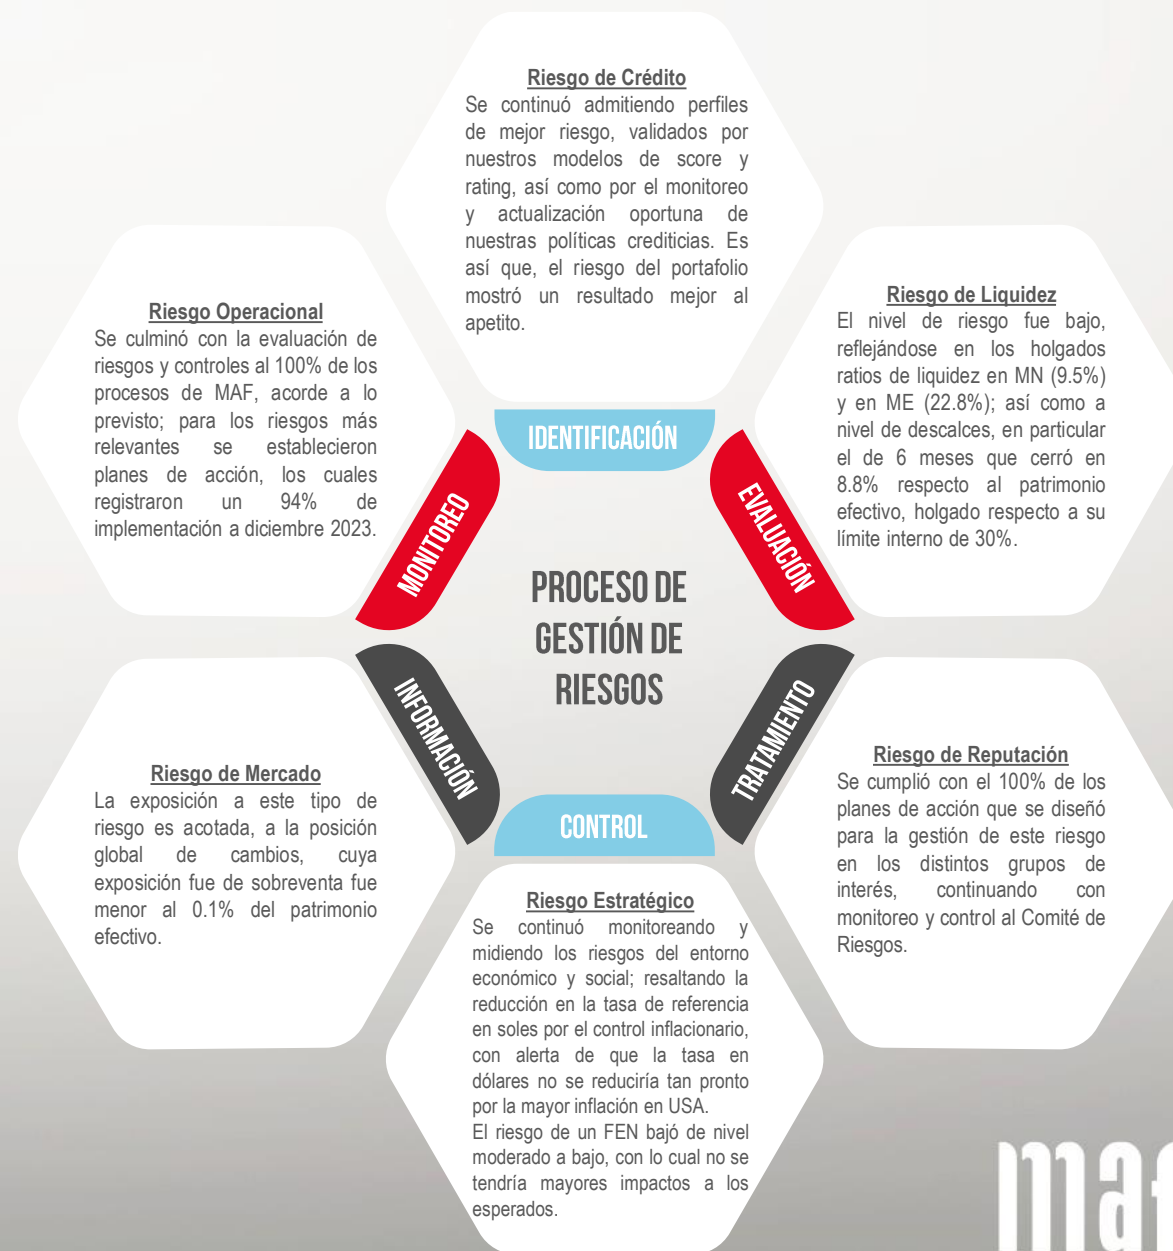 Riesgo de Crédito
Se continuó admitiendo perfiles
de mejor riesgo, validados por
nuestros modelos de score y
rating, así como por el monitoreo
y actualización oportuna de
nuestras políticas crediticias. Es
así que, el riesgo del portafolio
mostró un resultado mejor al
apetito.
Riesgo Operacional
Se culminó con la evaluación de
riesgos y controles al 100% de los
procesos de MAF, acorde a lo
previsto; para los riesgos más
relevantes se establecieron
planes de acción, los cuales
registraron un 94% de
implementación a diciembre 2023.
Riesgo de Liquidez
El nivel de riesgo fue bajo,
reflejándose en los holgados
ratios de liquidez en MN (9.5%)
y en ME (22.8%); así como a
nivel de descalces, en particular
el de 6 meses que cerró en
8.8% respecto al patrimonio
efectivo, holgado respecto a su
límite interno de 30%.
IDENTIFICACIÓN
MONITOREO
EVALUACIÓN
PROCESO DE
GESTIÓN DE
RIESGOS
INFORMACIÓN
TRATAMIENTO
CONTROL
Riesgo de Mercado
La exposición a este tipo de
riesgo es acotada, a la posición
global de cambios, cuya
exposición fue de sobreventa fue
menor al 0.1% del patrimonio
efectivo.
Riesgo de Reputación
Se cumplió con el 100% de los
planes de acción que se diseñó
para la gestión de este riesgo
en los distintos grupos de
interés, continuando con
monitoreo y control al Comité de
Riesgos.
Riesgo Estratégico
Se continuó monitoreando y
midiendo los riesgos del entorno
económico y social; resaltando la
reducción en la tasa de referencia
en soles por el control inflacionario,
con alerta de que la tasa en
dólares no se reduciría tan pronto
por la mayor inflación en USA.
El riesgo de un FEN bajó de nivel
moderado a bajo, con lo cual no se
tendría mayores impactos a los
esperados.
maf